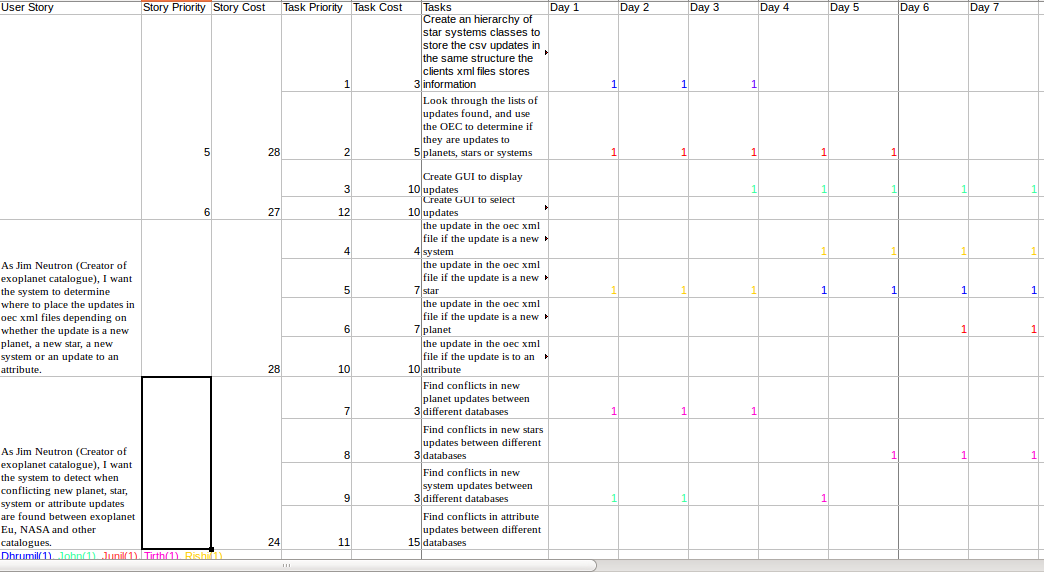 User Story Story Priority Story Cost Task Priority Task Cost Tasks Day 1 Day 2 Day 3 Day 4 Day 5 Day 6 Day 7
Create an hierarchy of
star systems classes to
store the csv updates in
the same structure the
clients xml files stores
1 3 information 1 1 1
Look through the lists of
updates found, and use
the OEC to determine if
they are updates to
5 28 2 5 planets, stars or systems 1 1 1 1 1
Create GUI to display
3 10 updates 1 1 1 1 1
Create GUI to select
6 27 12 10 updates
the update in the oec xml
file if the update is a new
4 4 system 1 1 1 1
the update in the oec xml
file if the update is a new
5 7 star 1 1 1 1 1 1 1
the update in the oec xml
file if the update is a new
6 7 planet 1 1
As Jim Neutron (Creator of
exoplanet catalogue), I want
the system to determine
where to place the updates in
oec xml files depending on
whether the update is a new
planet, a new star, a new
system or an update to an
attribute.
the update in the oec xml
file if the update is to an
28 10 10 attribute
Find conflicts in new
planet updates between
7 3 different databases 1 1 1
Find conflicts in new stars
updates between different
8 3 databases 1 1 1
Find conflicts in new
system updates between
9 3 different databases 1 1 1
As Jim Neutron (Creator of
exoplanet catalogue), I want
the system to detect when
conflicting new planet, star,
system or attribute updates
are found between exoplanet
Eu, NASA and other
catalogues.
Find conflicts in attribute
updates between different
24 11 15 databases
Dhrumil(1), John(1), Junil(1), Tirth(1), Rishi(1)